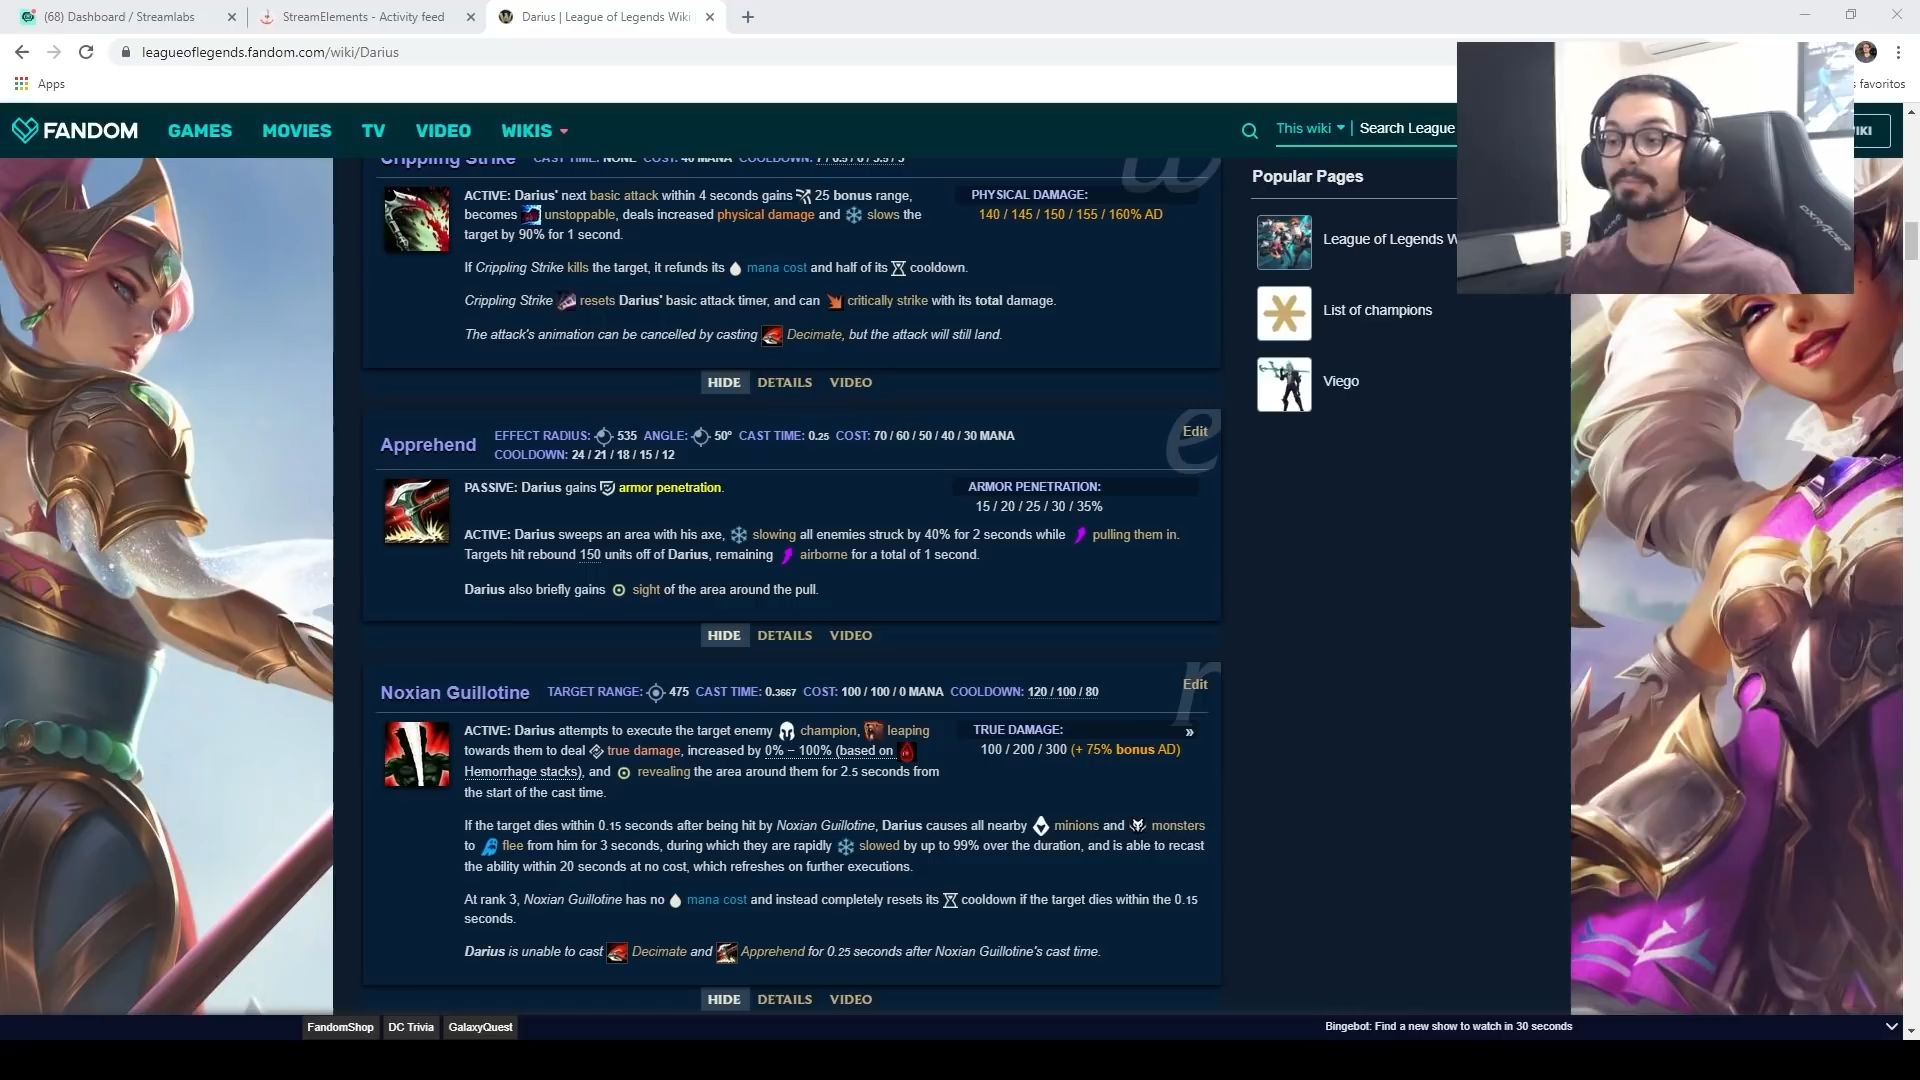 (68) Dashboard / Streamlabs
StreamElements - Activity feed
Darius | League of Legends Wiki
leagueoflegends.fandom.com/wiki/Darius
Apps
s favoritos
FANDOM
GAMES
MOVIES
TV
VIDEO
WIKIS
This wiki
Search League
WIKI
Crippling Strike CAST TIME: NONE COST: 40 MANA COOLDOWN: 7 / 6.5 / 6 / 5.5 / 5
w
ACTIVE: Darius' next basic attack within 4 seconds gains 25 bonus range,
becomes unstoppable, deals increased physical damage and slows the
target by 90% for 1 second.
PHYSICAL DAMAGE:
140 / 145 / 150 / 155 / 160% AD
If Crippling Strike kills the target, it refunds its mana cost and half of its cooldown.
Crippling Strike resets Darius' basic attack timer, and can critically strike with its total damage.
The attack's animation can be cancelled by casting Decimate, but the attack will still land.
HIDE DETAILS VIDEO
Apprehend
EFFECT RADIUS: 535 ANGLE: 50° CAST TIME: 0.25 COST: 70 / 60 / 50 / 40 / 30 MANA
COOLDOWN: 24 / 21 / 18 / 15 / 12
e
Edit
PASSIVE: Darius gains armor penetration.
ARMOR PENETRATION:
15 / 20 / 25 / 30 / 35%
ACTIVE: Darius sweeps an area with his axe, slowing all enemies struck by 40% for 2 seconds while pulling them in.
Targets hit rebound 150 units off of Darius, remaining airborne for a total of 1 second.
Darius also briefly gains sight of the area around the pull.
HIDE DETAILS VIDEO
Noxian Guillotine TARGET RANGE: 475 CAST TIME: 0.3667 COST: 100 / 100 / 0 MANA COOLDOWN: 120 / 100 / 80
r
Edit
ACTIVE: Darius attempts to execute the target enemy champion, leaping
towards them to deal true damage, increased by 0% − 100% (based on
Hemorrhage stacks), and revealing the area around them for 2.5 seconds from
the start of the cast time.
TRUE DAMAGE: »
100 / 200 / 300 (+ 75% bonus AD)
If the target dies within 0.15 seconds after being hit by Noxian Guillotine, Darius causes all nearby minions and monsters
to flee from him for 3 seconds, during which they are rapidly slowed by up to 99% over the duration, and is able to recast
the ability within 20 seconds at no cost, which refreshes on further executions.
At rank 3, Noxian Guillotine has no mana cost and instead completely resets its cooldown if the target dies within the 0.15
seconds.
Darius is unable to cast Decimate and Apprehend for 0.25 seconds after Noxian Guillotine's cast time.
HIDE DETAILS VIDEO
Popular Pages
League of Legends W
List of champions
Viego
DXRACER
FandomShop
DC Trivia
GalaxyQuest
Bingebot: Find a new show to watch in 30 seconds